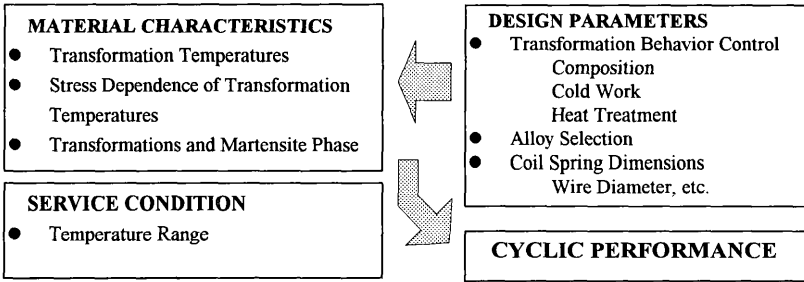 MATERIAL CHARACTERISTICS
● Transformation Temperatures
● Stress Dependence of Transformation
Temperatures
● Transformations and Martensite Phase
SERVICE CONDITION
● Temperature Range
DESIGN PARAMETERS
● Transformation Behavior Control
Composition
Cold Work
Heat Treatment
● Alloy Selection
● Coil Spring Dimensions
Wire Diameter, etc.
CYCLIC PERFORMANCE